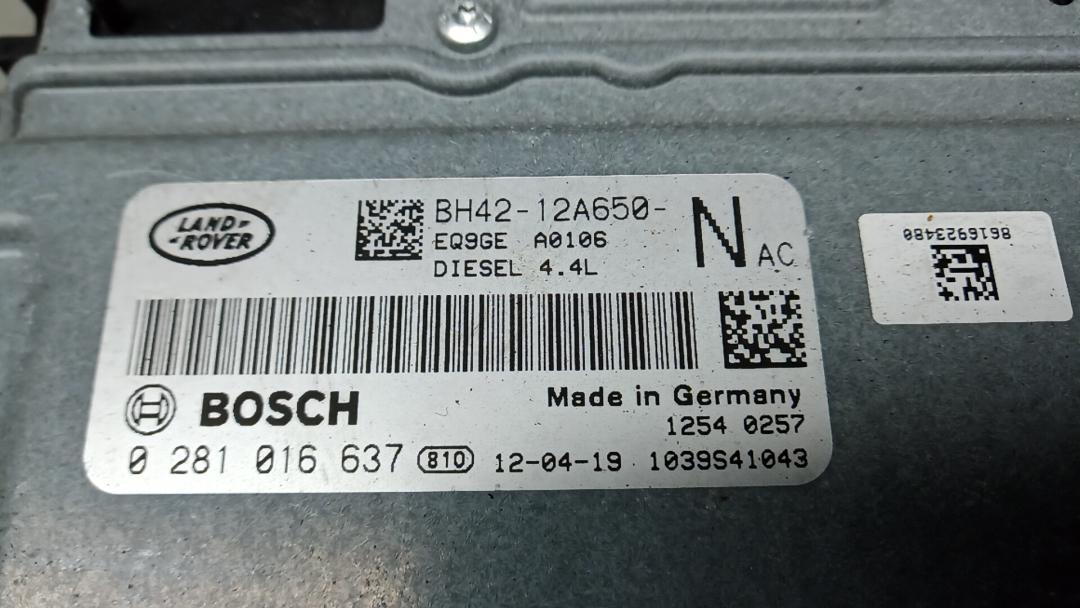 LAND-
-ROVER
BH42-12A650-
N
AC
EQ9GE A0106
DIESEL 4.4L
BOSCH
Made in Germany
1254 0257
0 281 016 637 810 12-04-19 1039S41043
8616923480